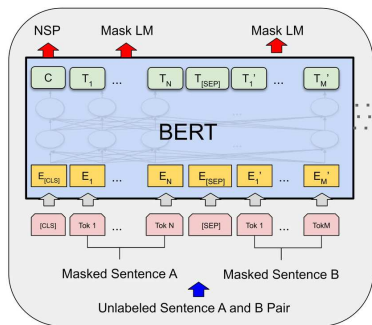 NSP Mask LM Mask LM
C T1 ... TN T[SEP] T1' ... TM'
BERT
E[CLS] E1 ... EN E[SEP] E1' ... EM'
[CLS] Tok 1 ... Tok N [SEP] Tok 1 ... TokM
Masked Sentence A Masked Sentence B
Unlabeled Sentence A and B Pair